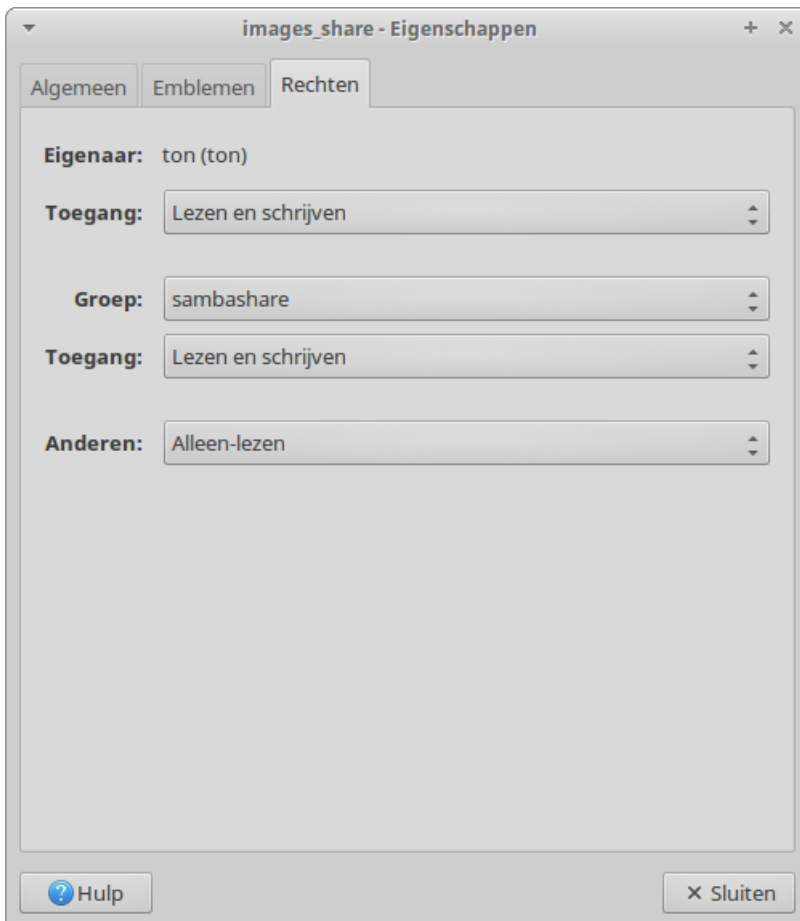 images_share - Eigenschappen
Algemeen Emblemen Rechten
Eigenaar: ton (ton)
Toegang: Lezen en schrijven
Groep: sambashare
Toegang: Lezen en schrijven
Anderen: Alleen-lezen
Hulp Sluiten